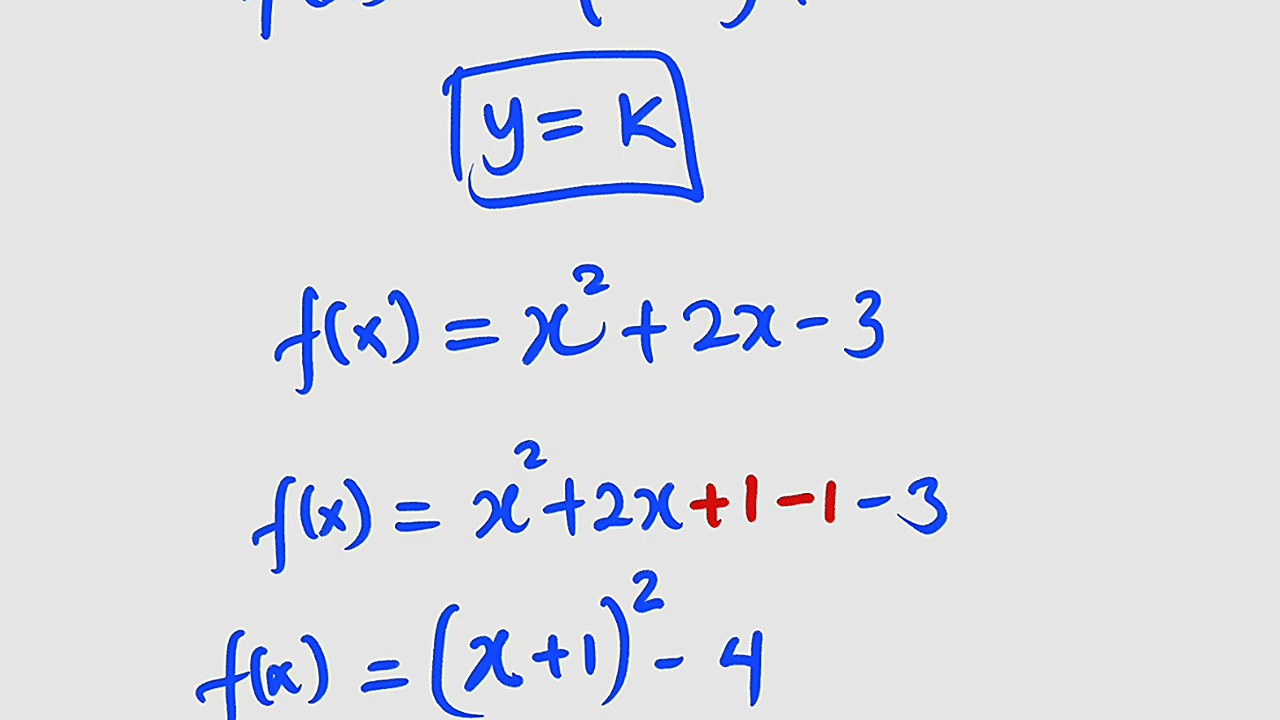 y = k
f(x) = x² + 2x - 3
f(x) = x² + 2x + 1 - 1 - 3
f(x) = (x + 1)² - 4